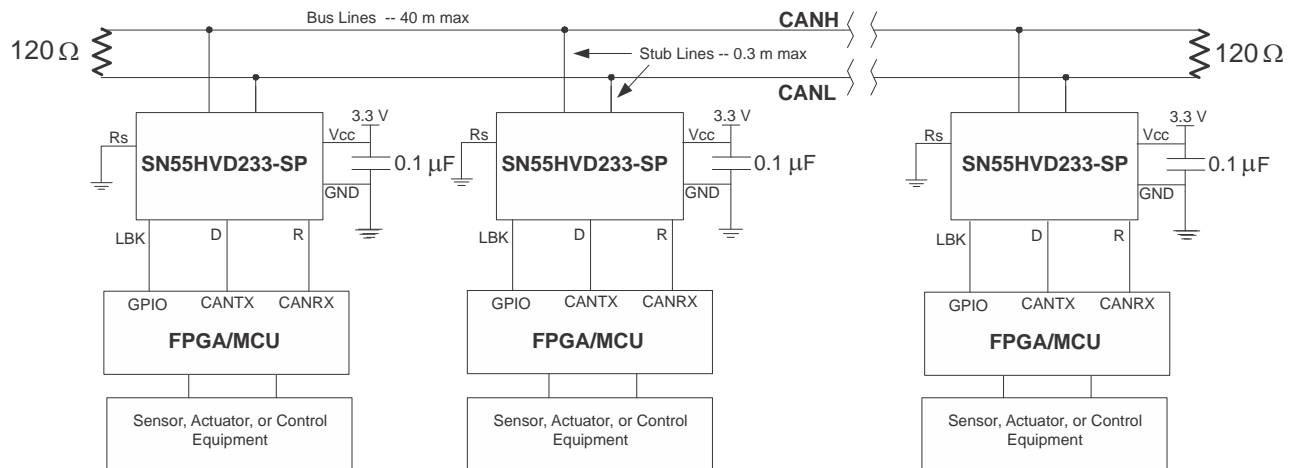 Bus Lines -- 40 m max
CANH
120 Ω
Stub Lines -- 0.3 m max
120 Ω
CANL
Rs
SN55HVD233-SP
Vcc
3.3 V
0.1 μF
GND
LBK
D
R
GPIO
CANTX
CANRX
FPGA/MCU
Sensor, Actuator, or Control
Equipment
Rs
SN55HVD233-SP
Vcc
3.3 V
0.1 μF
GND
LBK
D
R
GPIO
CANTX
CANRX
FPGA/MCU
Sensor, Actuator, or Control
Equipment
Rs
SN55HVD233-SP
Vcc
3.3 V
0.1 μF
GND
LBK
D
R
GPIO
CANTX
CANRX
FPGA/MCU
Sensor, Actuator, or Control
Equipment